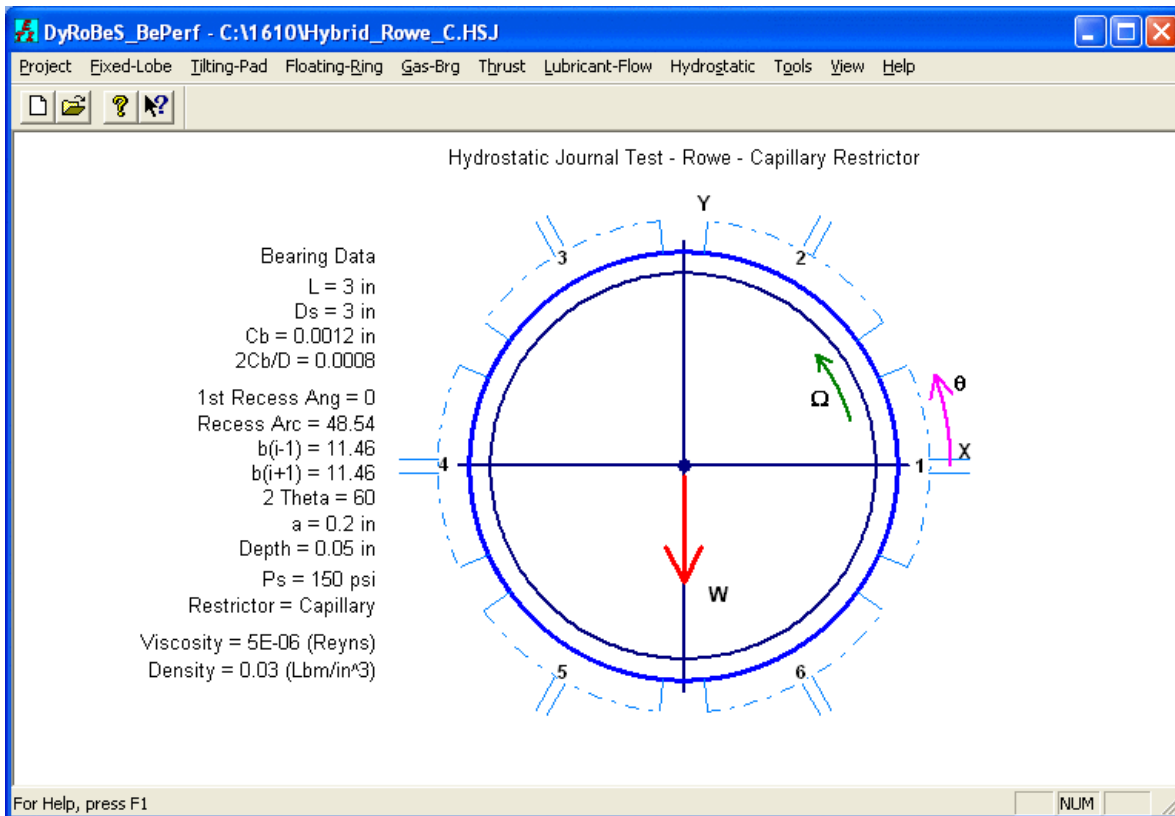 DyRoBeS_BePerf - C:\1610\Hybrid_Rowe_C.HSJ
Project Fixed-Lobe Tilting-Pad Floating-Ring Gas-Brg Thrust Lubricant-Flow Hydrostatic Tools View Help
Hydrostatic Journal Test - Rowe - Capillary Restrictor
Bearing Data
L = 3 in
Ds = 3 in
Cb = 0.0012 in
2Cb/D = 0.0008
1st Recess Ang = 0
Recess Arc = 48.54
b(i-1) = 11.46
b(i+1) = 11.46
2 Theta = 60
a = 0.2 in
Depth = 0.05 in
Ps = 150 psi
Restrictor = Capillary
Viscosity = 5E-06 (Reyns)
Density = 0.03 (Lbm/in^3)
Y
3
2
θ
Ω
X
4
1
W
5
6
For Help, press F1
NUM